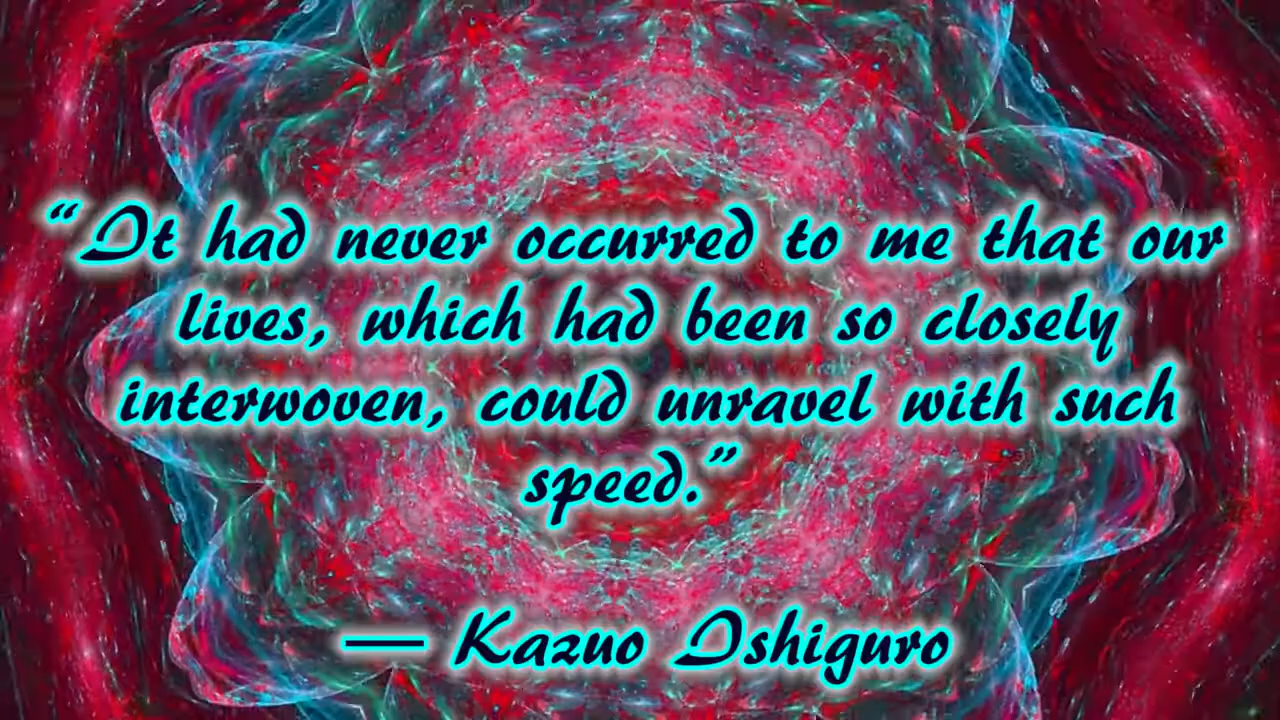 “It had never occurred to me that our
lives, which had been so closely
interwoven, could unravel with such
speed.”
— Kazuo Ishiguro